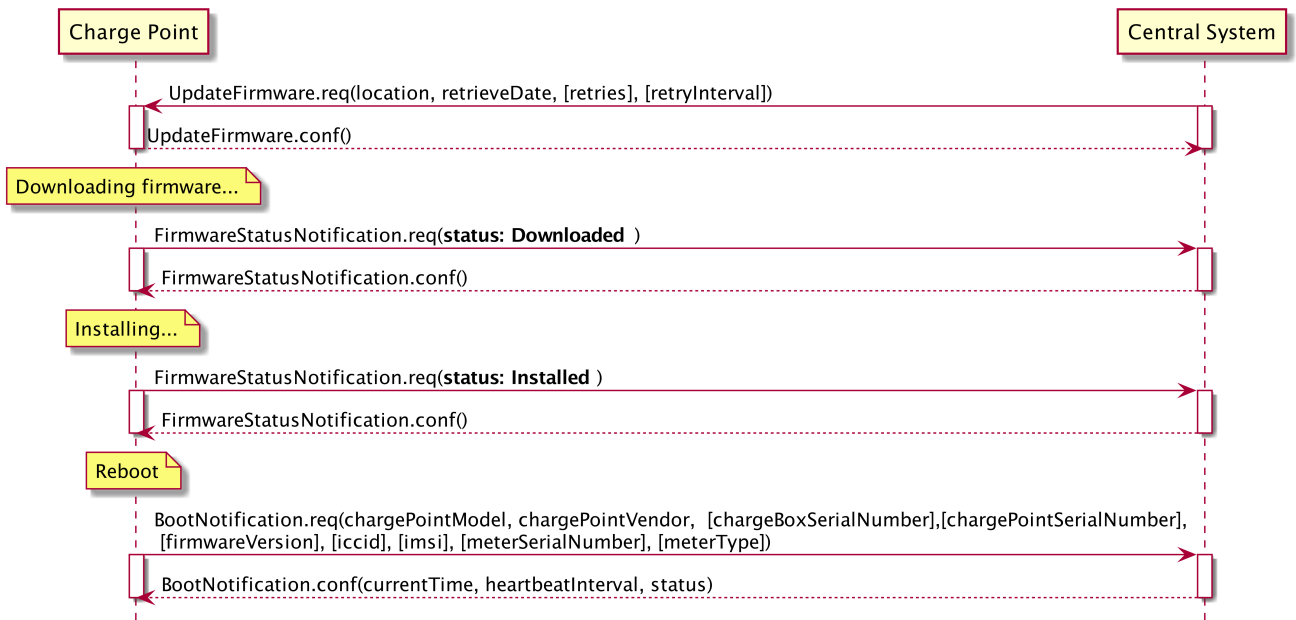 Charge Point
Central System
UpdateFirmware.req(location, retrieveDate, [retries], [retryInterval])
UpdateFirmware.conf()
Downloading firmware...
FirmwareStatusNotification.req(status: Downloaded )
FirmwareStatusNotification.conf()
Installing...
FirmwareStatusNotification.req(status: Installed )
FirmwareStatusNotification.conf()
Reboot
BootNotification.req(chargePointModel, chargePointVendor, [chargeBoxSerialNumber],[chargePointSerialNumber],
[firmwareVersion], [iccid], [imsi], [meterSerialNumber], [meterType])
BootNotification.conf(currentTime, heartbeatInterval, status)